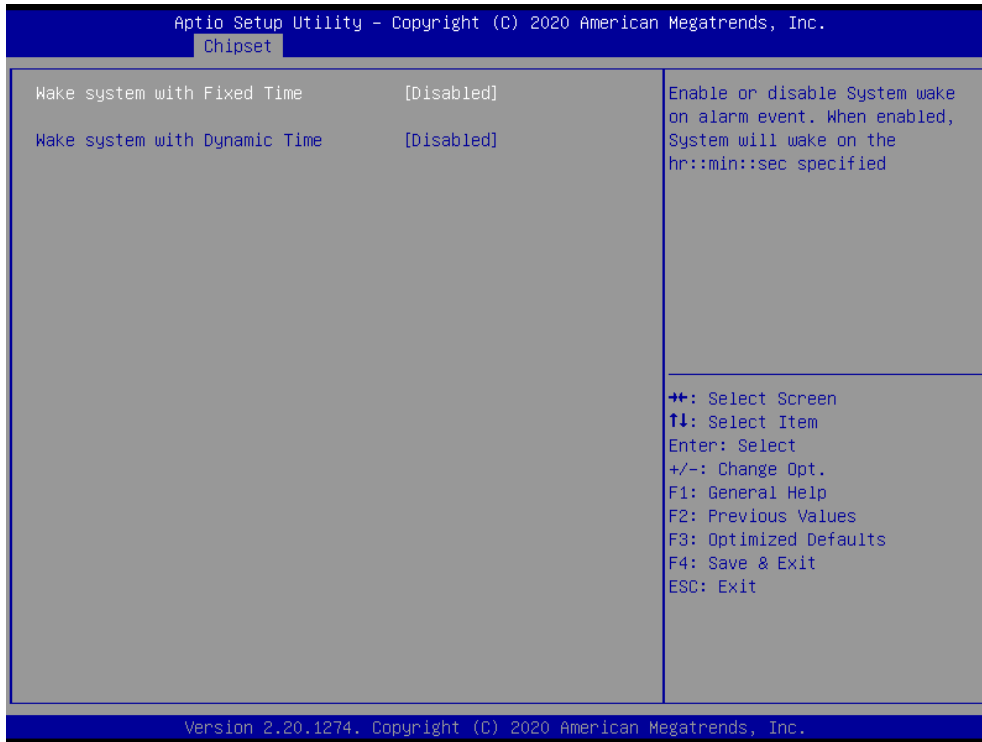 Aptio Setup Utility – Copyright (C) 2020 American Megatrends, Inc.
Chipset
Wake system with Fixed Time [Disabled]
Wake system with Dynamic Time [Disabled]
Enable or disable System wake
on alarm event. When enabled,
System will wake on the
hr::min::sec specified
→←: Select Screen
↑↓: Select Item
Enter: Select
+/-: Change Opt.
F1: General Help
F2: Previous Values
F3: Optimized Defaults
F4: Save & Exit
ESC: Exit
Version 2.20.1274. Copyright (C) 2020 American Megatrends, Inc.